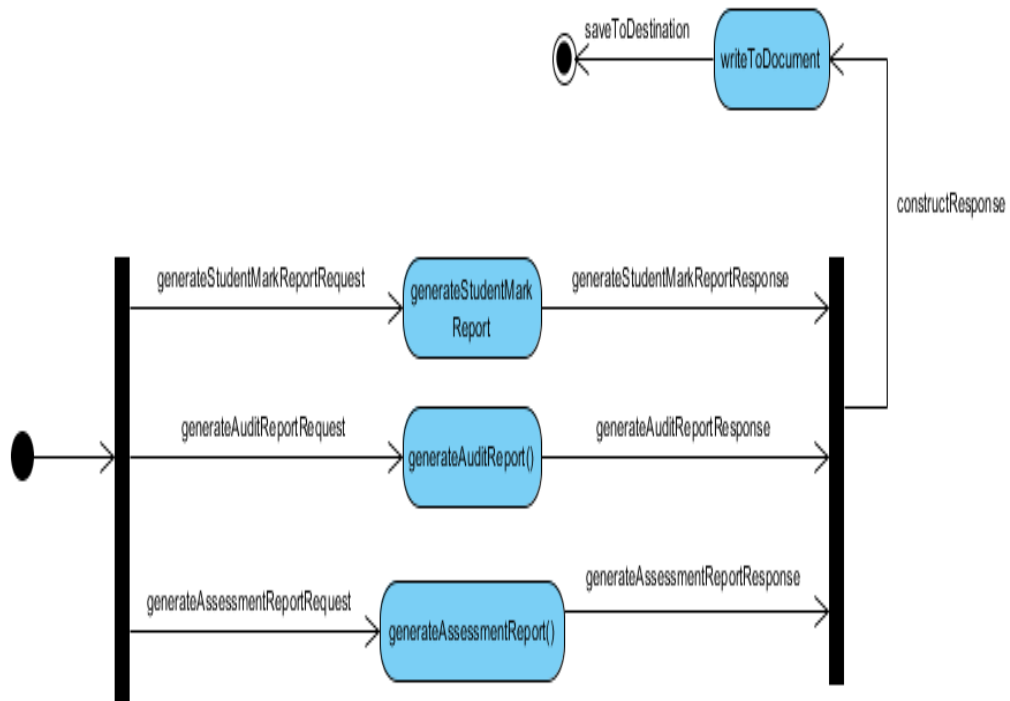 saveToDestination
writeToDocument
constructResponse
generateStudentMarkReportRequest
generateStudentMark
Report
generateStudentMarkReportResponse
generateAuditReportRequest
generateAuditReport()
generateAuditReportResponse
generateAssessmentReportRequest
generateAssessmentReport()
generateAssessmentReportResponse